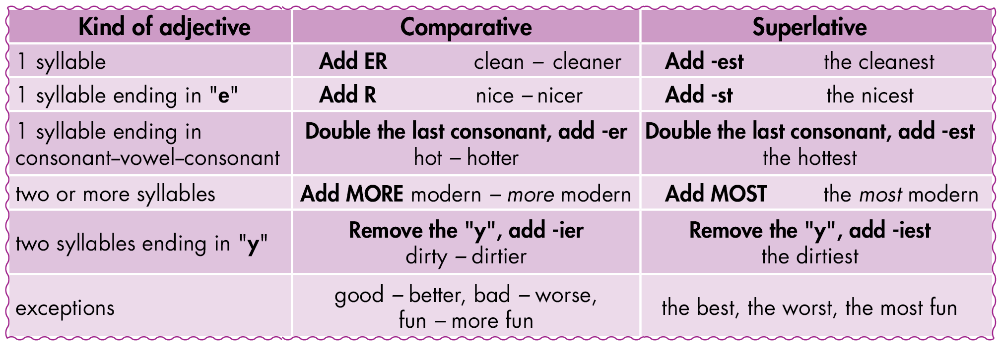 Kind of adjective Comparative Superlative
1 syllable Add ER clean – cleaner Add -est the cleanest
1 syllable ending in "e" Add R nice – nicer Add -st the nicest
1 syllable ending in
consonant–vowel–consonant
Double the last consonant, add -er
hot – hotter
Double the last consonant, add -est
the hottest
two or more syllables Add MORE modern – more modern Add MOST the most modern
two syllables ending in "y"
Remove the "y", add -ier
dirty – dirtier
Remove the "y", add -iest
the dirtiest
exceptions
good – better, bad – worse,
fun – more fun
the best, the worst, the most fun